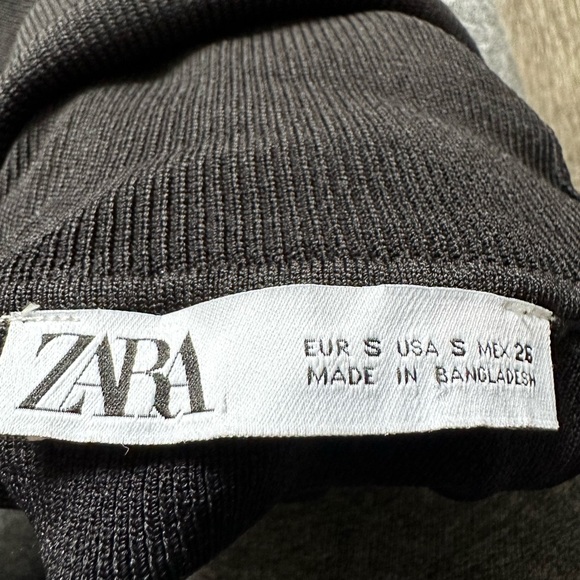 ZARA
EUR S USA S MEX 26
MADE IN BANGLADESH